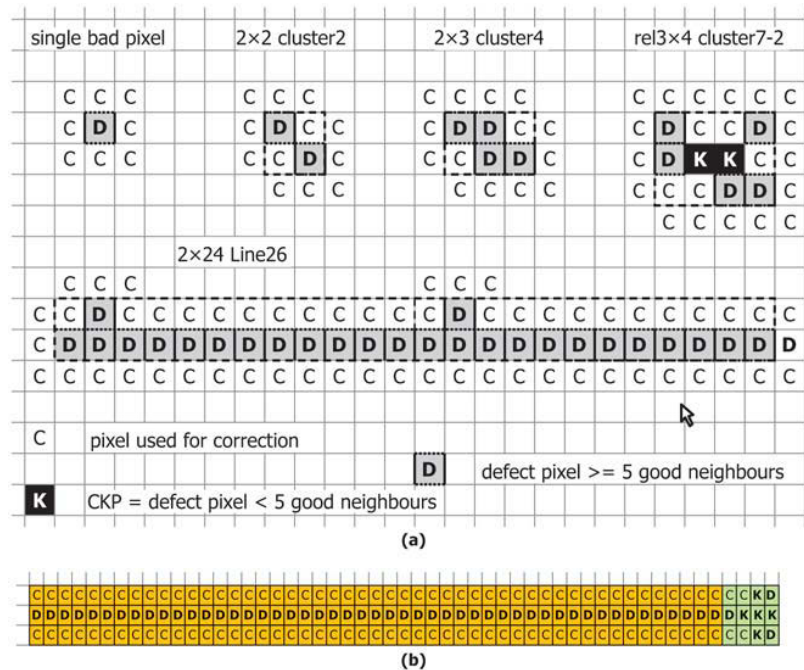 single bad pixel 2×2 cluster2 2×3 cluster4 rel3×4 cluster7-2
C C C C C C C C C C C C C C C C
C D C C D C C C D D C C C D C C D C
C C C C C D C C C D D C C D K K C C
C C C C C C C C C C D D C
C C C C C
2×24 Line26
C C C C C C
C C D C C C C C C C C C C C D C C C C C C C C C C C
C D D D D D D D D D D D D D D D D D D D D D D D D D
C C C C C C C C C C C C C C C C C C C C C C C C C C
C pixel used for correction
D defect pixel >= 5 good neighbours
K CKP = defect pixel < 5 good neighbours
(a)
C C C C C C C C C C C C C C C C C C C C C C C C C C C C C C C C C C C C C C C C C C C C C C C C C C K D
D D D D D D D D D D D D D D D D D D D D D D D D D D D D D D D D D D D D D D D D D D D D D D D D D K K K
C C C C C C C C C C C C C C C C C C C C C C C C C C C C C C C C C C C C C C C C C C C C C C C C C C K D
(b)